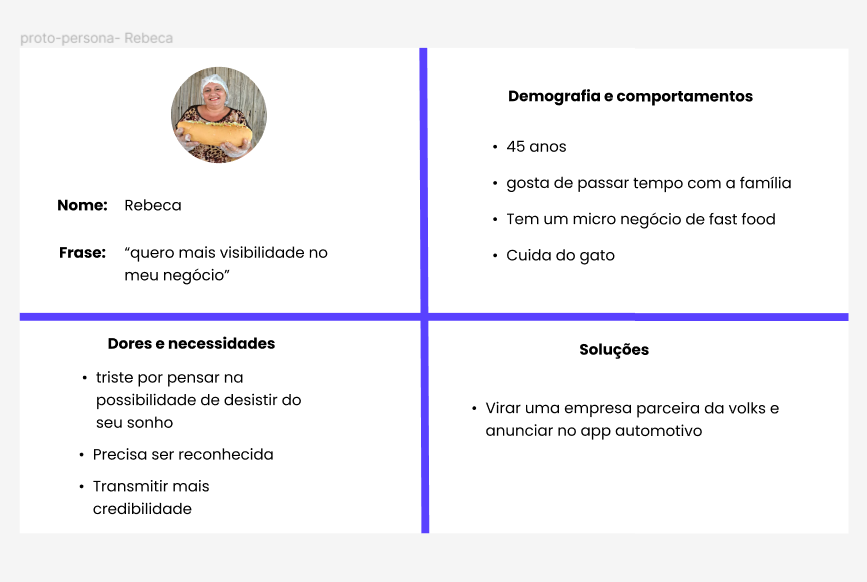 proto-persona- Rebeca
Nome: Rebeca
Frase: “quero mais visibilidade no
meu negócio”
Demografia e comportamentos
• 45 anos
• gosta de passar tempo com a família
• Tem um micro negócio de fast food
• Cuida do gato
Dores e necessidades
• triste por pensar na
possibilidade de desistir do
seu sonho
• Precisa ser reconhecida
• Transmitir mais
credibilidade
Soluções
• Virar uma empresa parceira da volks e
anunciar no app automotivo